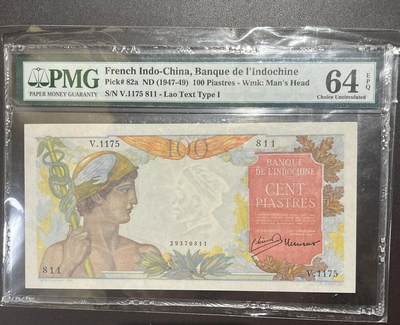 PMG
PAPER MONEY GUARANTY
French Indo-China, Banque de l'Indochine
Pick# 82a ND (1947-49) 100 Piastres - Wmk: Man's Head
S/N V.1175 811 - Lao Text Type I
64 EPQ
Choice Uncirculated
V.1175
100
811
BANQUE
DE L'INDOCHINE
CENT
PIASTRES
29370811
811
V.1175